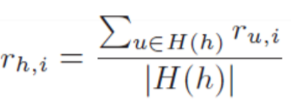 r_{h,i} = \frac{\sum_{u \in H(h)} r_{u,i}}{|H(h)|}